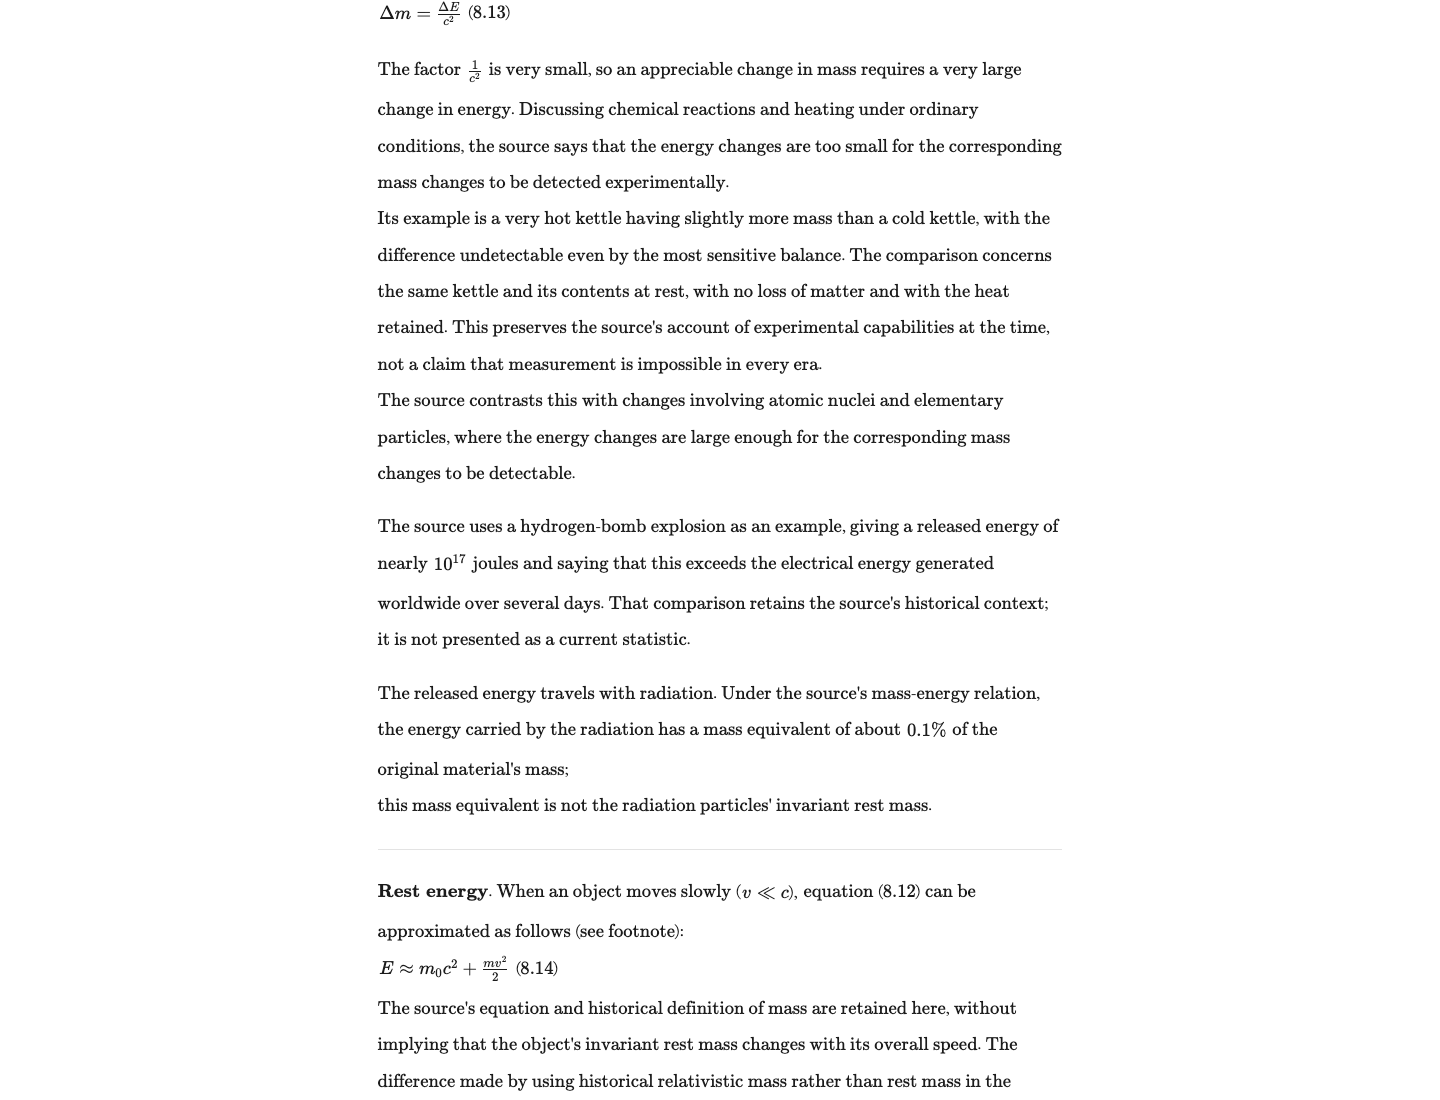 Δm = ΔE/c² (8.13)
The factor 1/c² is very small, so an appreciable change in mass requires a very large
change in energy. Discussing chemical reactions and heating under ordinary
conditions, the source says that the energy changes are too small for the corresponding
mass changes to be detected experimentally.
Its example is a very hot kettle having slightly more mass than a cold kettle, with the
difference undetectable even by the most sensitive balance. The comparison concerns
the same kettle and its contents at rest, with no loss of matter and with the heat
retained. This preserves the source's account of experimental capabilities at the time,
not a claim that measurement is impossible in every era.
The source contrasts this with changes involving atomic nuclei and elementary
particles, where the energy changes are large enough for the corresponding mass
changes to be detectable.
The source uses a hydrogen-bomb explosion as an example, giving a released energy of
nearly 10¹⁷ joules and saying that this exceeds the electrical energy generated
worldwide over several days. That comparison retains the source's historical context;
it is not presented as a current statistic.
The released energy travels with radiation. Under the source's mass-energy relation,
the energy carried by the radiation has a mass equivalent of about 0.1% of the
original material's mass;
this mass equivalent is not the radiation particles' invariant rest mass.
Rest energy. When an object moves slowly (v ≪ c), equation (8.12) can be
approximated as follows (see footnote):
E ≈ m₀c² + mv²/2 (8.14)
The source's equation and historical definition of mass are retained here, without
implying that the object's invariant rest mass changes with its overall speed. The
difference made by using historical relativistic mass rather than rest mass in the